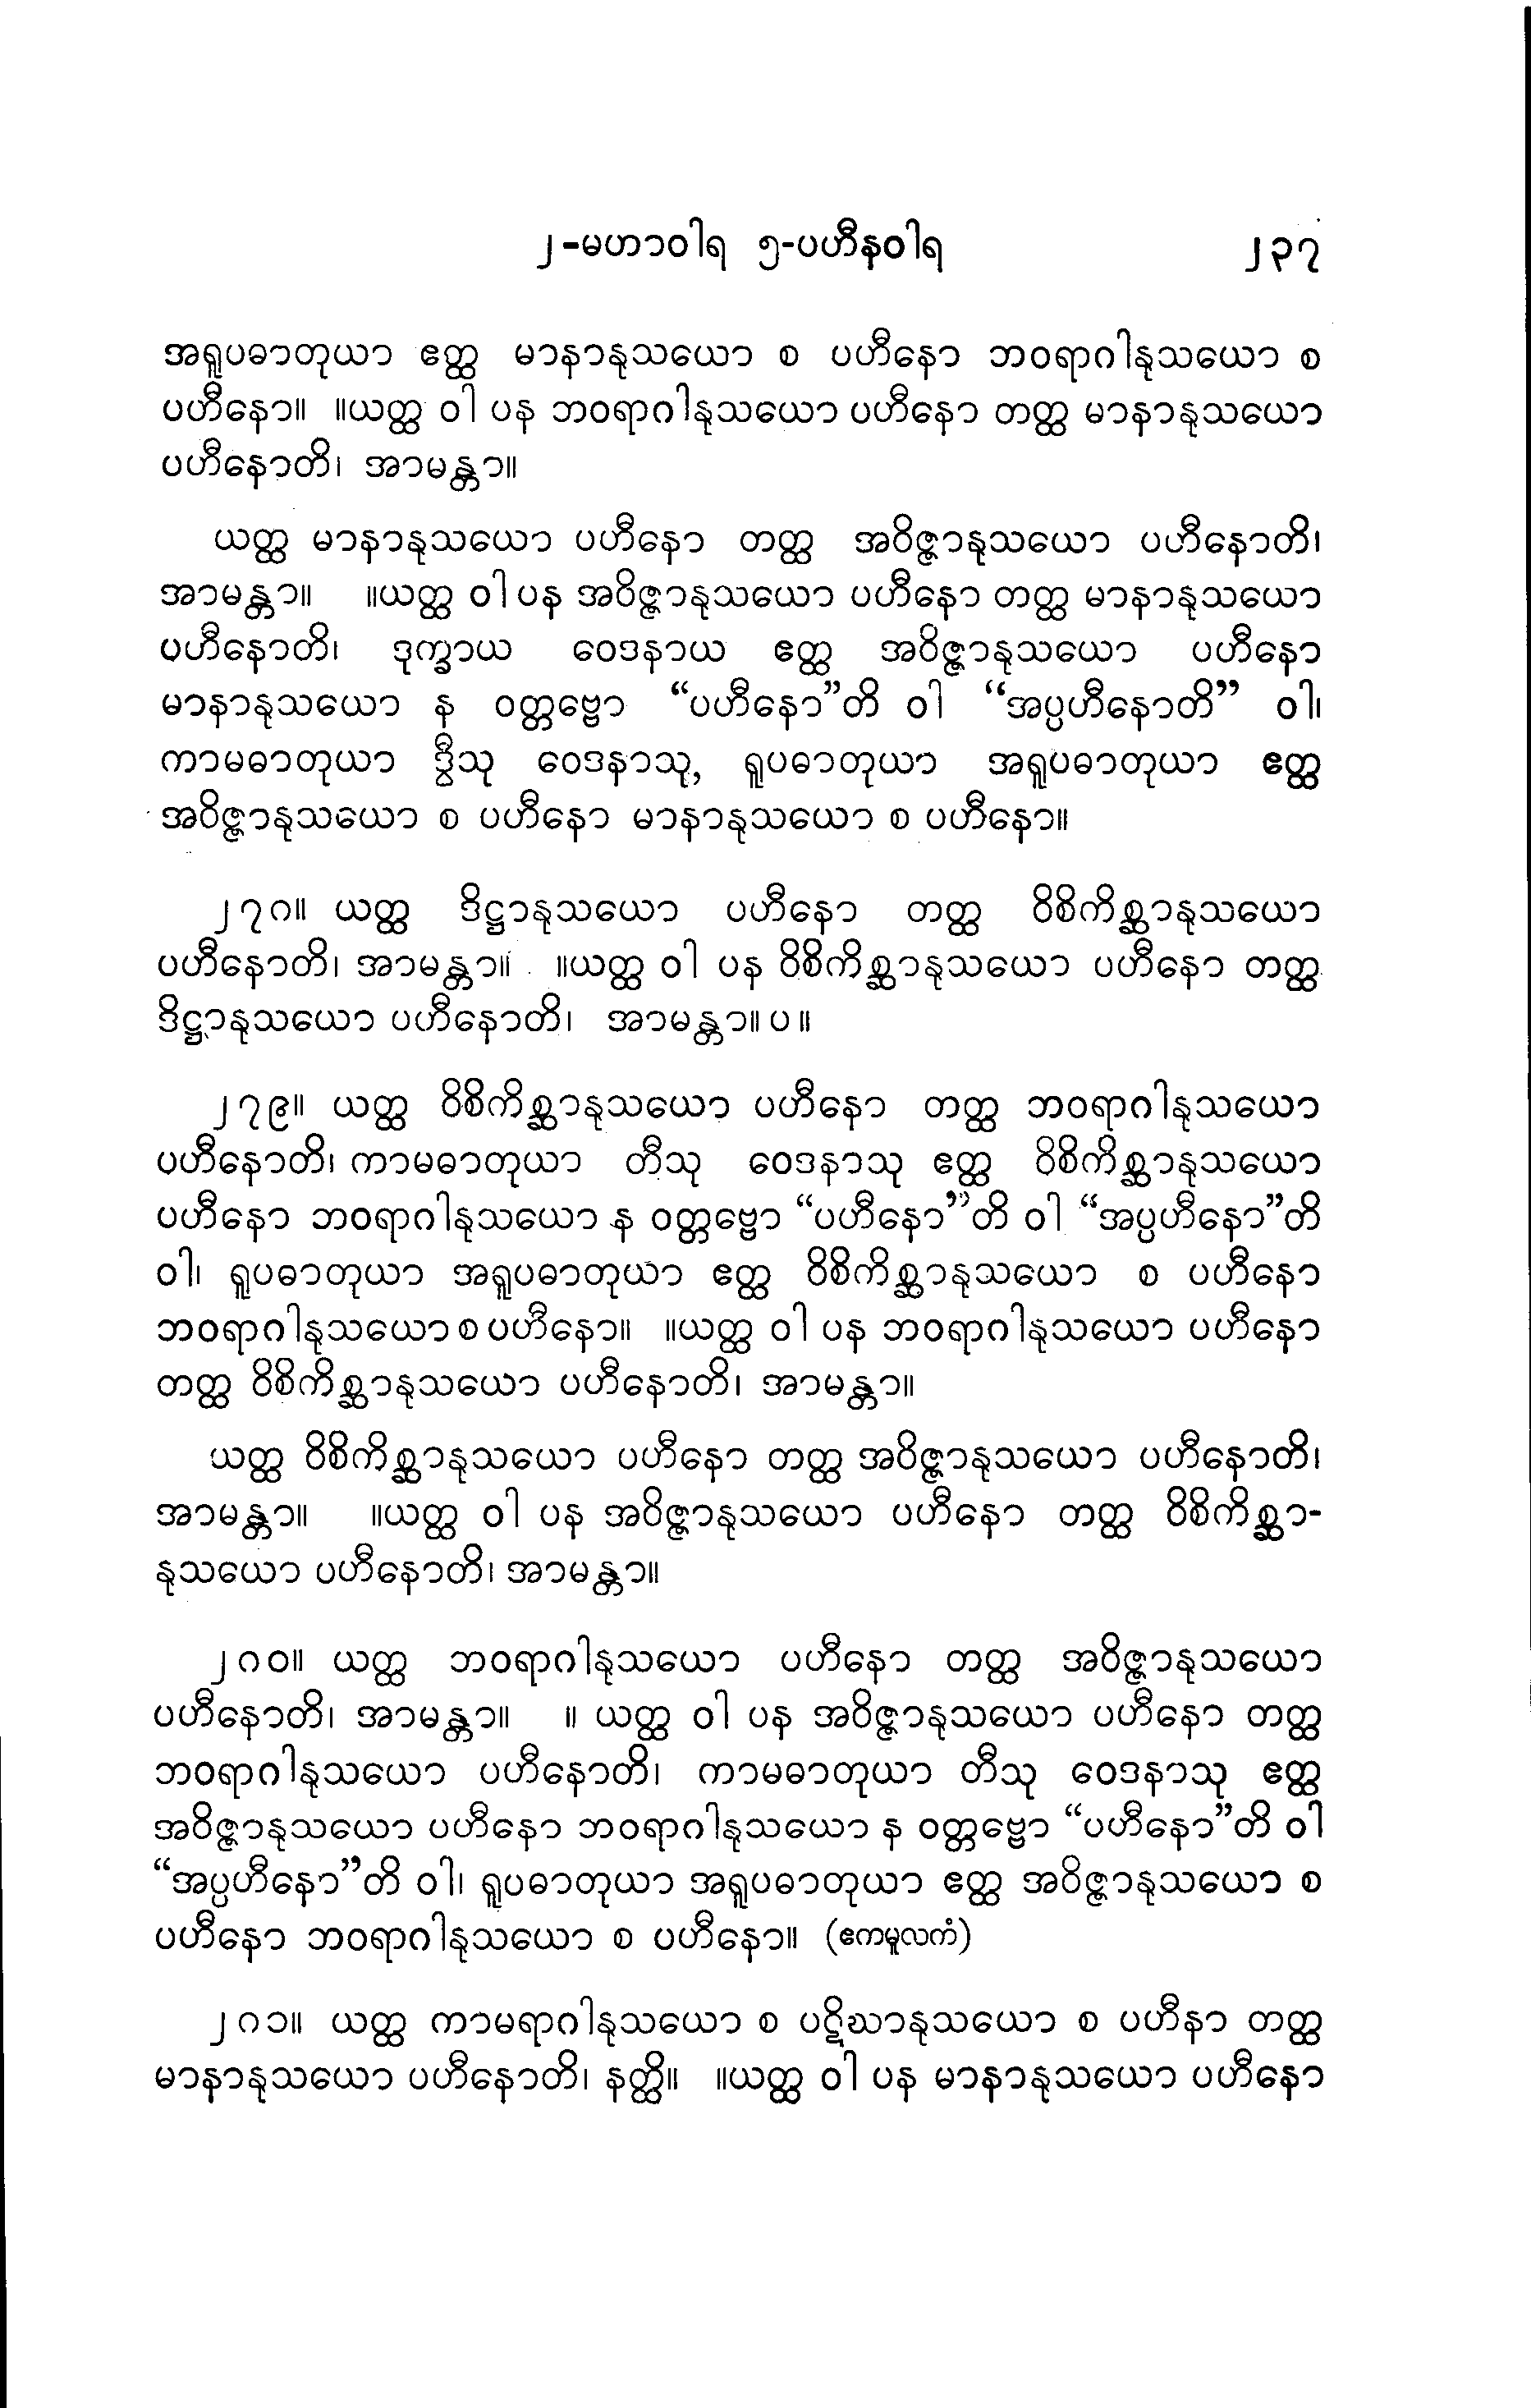 ၂-မဟာဝါရ ၅-ပဟီနဝါရ ၂၃၇
အရူပဓာတုယာ ဧတ္ထ မာနာနုသယော စ ပဟီနော ဘဝရာဂါနုသယော စ
ပဟီနော။ ။ယတ္ထ ဝါ ပန ဘဝရာဂါနုသယော ပဟီနော တတ္ထ မာနာနုသယော
ပဟီနောတိ၊ အာမန္တာ။
ယတ္ထ မာနာနုသယော ပဟီနော တတ္ထ အဝိဇ္ဇာနုသယော ပဟီနောတိ၊
အာမန္တာ။ ။ယတ္ထ ဝါ ပန အဝိဇ္ဇာနုသယော ပဟီနော တတ္ထ မာနာနုသယော
ပဟီနောတိ၊ ဒုက္ခာယ ဝေဒနာယ ဧတ္ထ အဝိဇ္ဇာနုသယော ပဟီနော
မာနာနုသယော န ဝတ္တဗ္ဗော “ပဟီနော”တိ ဝါ “အပ္ပဟီနောတိ” ဝါ၊
ကာမဓာတုယာ ဒွီသု ဝေဒနာသု, ရူပဓာတုယာ အရူပဓာတုယာ ဧတ္ထ
အဝိဇ္ဇာနုသယော စ ပဟီနော မာနာနုသယော စ ပဟီနော။
၂၇၈။ ယတ္ထ ဒိဋ္ဌာနုသယော ပဟီနော တတ္ထ ဝိစိကိစ္ဆာနုသယော
ပဟီနောတိ၊ အာမန္တာ။ ။ယတ္ထ ဝါ ပန ဝိစိကိစ္ဆာနုသယော ပဟီနော တတ္ထ
ဒိဋ္ဌာနုသယော ပဟီနောတိ၊ အာမန္တာ။ ပ ။
၂၇၉။ ယတ္ထ ဝိစိကိစ္ဆာနုသယော ပဟီနော တတ္ထ ဘဝရာဂါနုသယော
ပဟီနောတိ၊ ကာမဓာတုယာ တီသု ဝေဒနာသု ဧတ္ထ ဝိစိကိစ္ဆာနုသယော
ပဟီနော ဘဝရာဂါနုသယော န ဝတ္တဗ္ဗော “ပဟီနော”တိ ဝါ “အပ္ပဟီနော”တိ
ဝါ၊ ရူပဓာတုယာ အရူပဓာတုယာ ဧတ္ထ ဝိစိကိစ္ဆာနုသယော စ ပဟီနော
ဘဝရာဂါနုသယော စ ပဟီနော။ ။ယတ္ထ ဝါ ပန ဘဝရာဂါနုသယော ပဟီနော
တတ္ထ ဝိစိကိစ္ဆာနုသယော ပဟီနောတိ၊ အာမန္တာ။
ယတ္ထ ဝိစိကိစ္ဆာနုသယော ပဟီနော တတ္ထ အဝိဇ္ဇာနုသယော ပဟီနောတိ၊
အာမန္တာ။ ။ယတ္ထ ဝါ ပန အဝိဇ္ဇာနုသယော ပဟီနော တတ္ထ ဝိစိကိစ္ဆာ-
နုသယော ပဟီနောတိ၊ အာမန္တာ။
၂၈၀။ ယတ္ထ ဘဝရာဂါနုသယော ပဟီနော တတ္ထ အဝိဇ္ဇာနုသယော
ပဟီနောတိ၊ အာမန္တာ။ ။ ယတ္ထ ဝါ ပန အဝိဇ္ဇာနုသယော ပဟီနော တတ္ထ
ဘဝရာဂါနုသယော ပဟီနောတိ၊ ကာမဓာတုယာ တီသု ဝေဒနာသု ဧတ္ထ
အဝိဇ္ဇာနုသယော ပဟီနော ဘဝရာဂါနုသယော န ဝတ္တဗ္ဗော “ပဟီနော”တိ ဝါ
“အပ္ပဟီနော”တိ ဝါ၊ ရူပဓာတုယာ အရူပဓာတုယာ ဧတ္ထ အဝိဇ္ဇာနုသယော စ
ပဟီနော ဘဝရာဂါနုသယော စ ပဟီနော။ (ဧကမူလကံ)
၂၈၁။ ယတ္ထ ကာမရာဂါနုသယော စ ပဋိဃာနုသယော စ ပဟီနာ တတ္ထ
မာနာနုသယော ပဟီနောတိ၊ နတ္ထိ။ ။ယတ္ထ ဝါ ပန မာနာနုသယော ပဟီနော